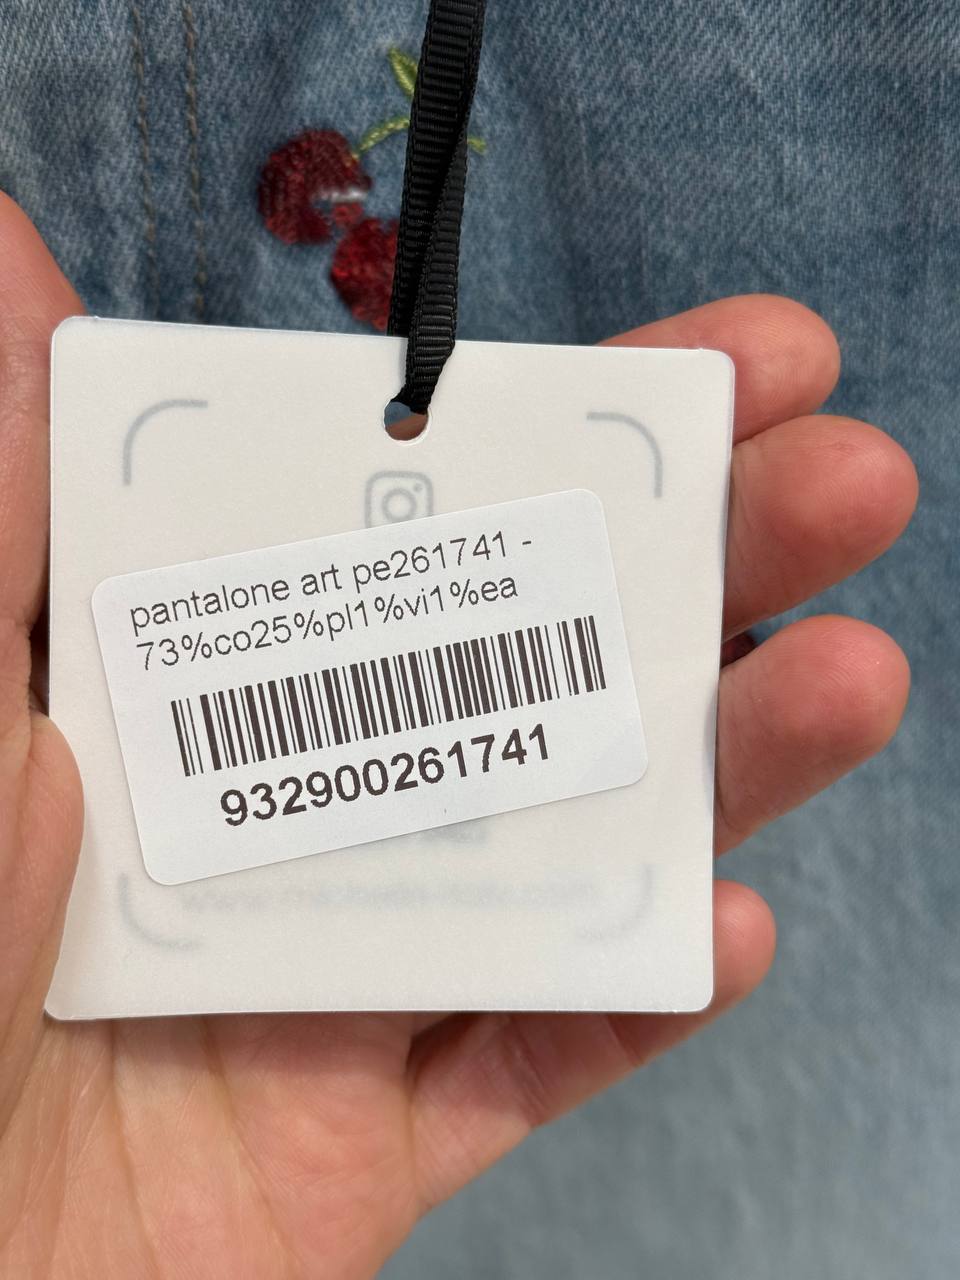 pantalone art pe261741 -
73%co25%pl1%vi1%ea
932900261741